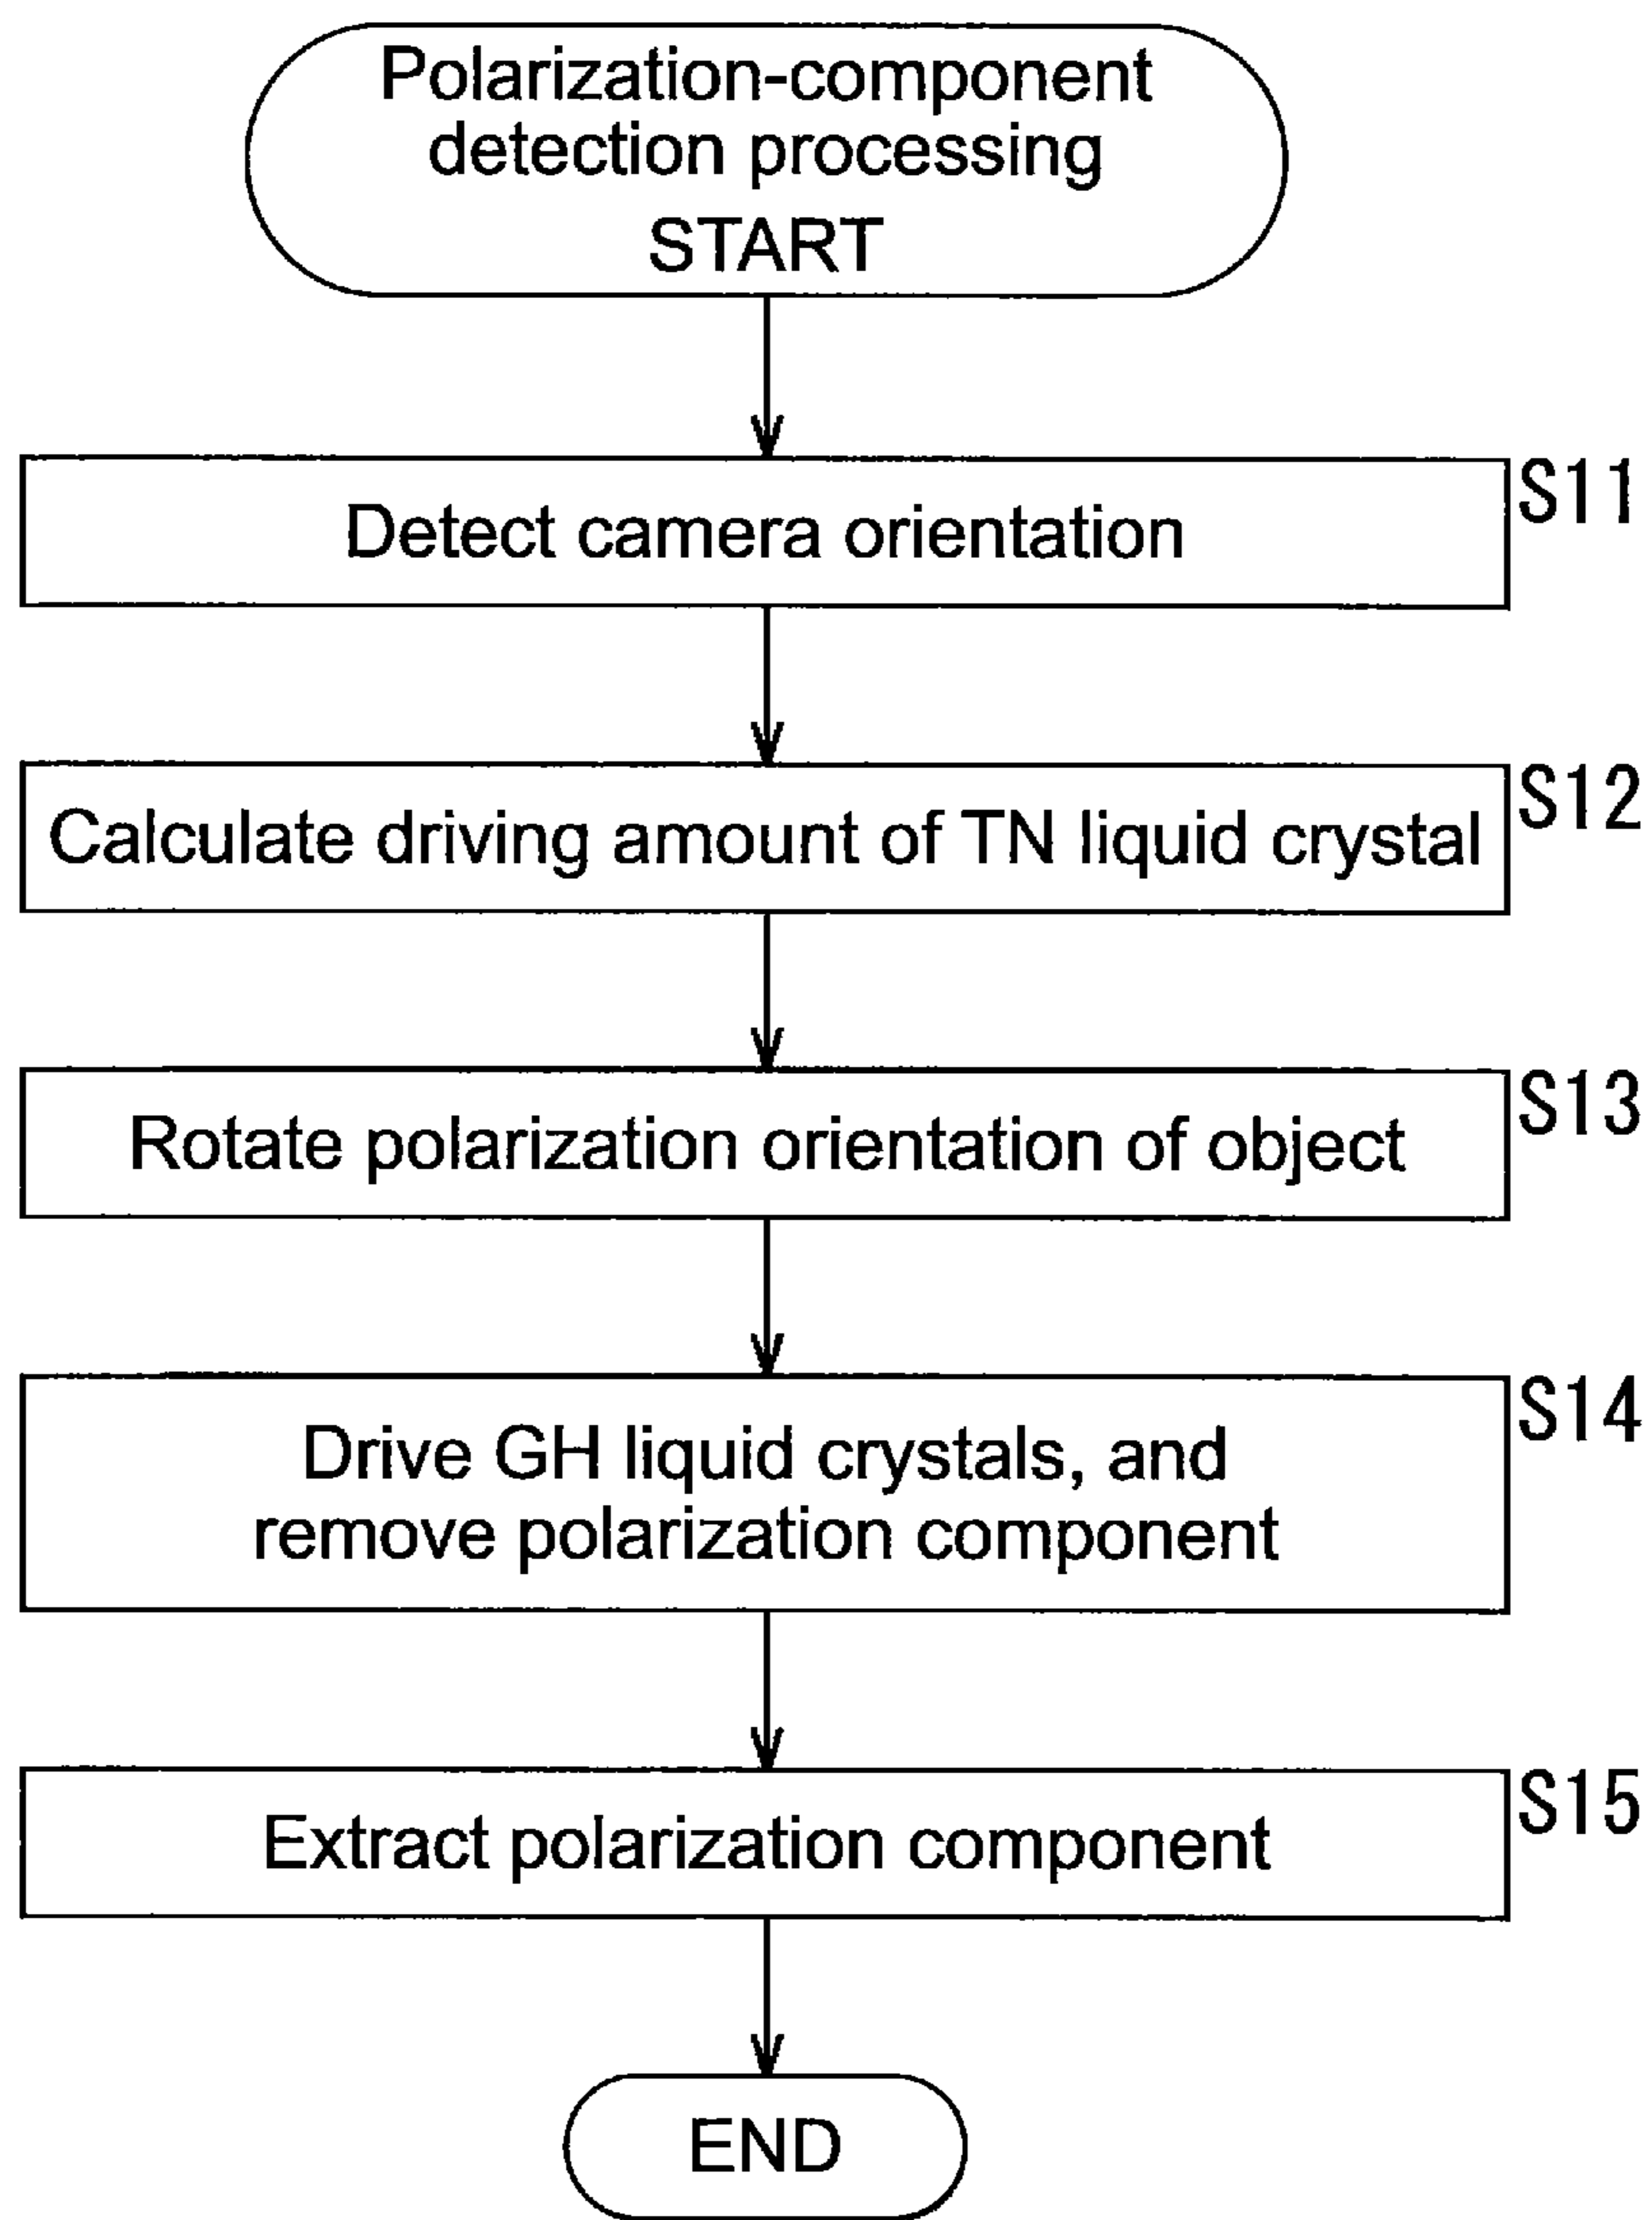 Polarization-component
detection processing
START
S11
Detect camera orientation
S12
Calculate driving amount of TN liquid crystal
S13
Rotate polarization orientation of object
S14
Drive GH liquid crystals, and
remove polarization component
S15
Extract polarization component
END